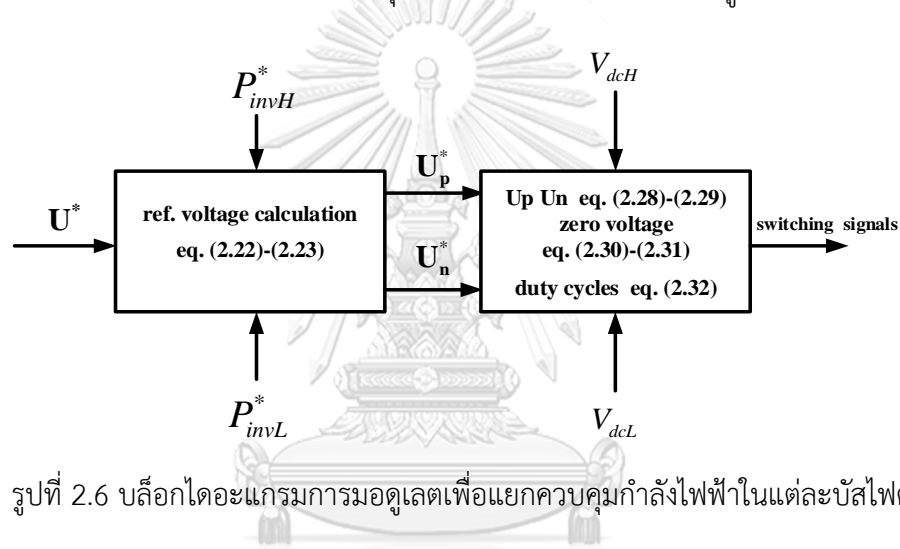 P*invH
VdcH
U*
ref. voltage calculation
eq. (2.22)-(2.23)
U*p
U*n
Up Un eq. (2.28)-(2.29)
zero voltage
eq. (2.30)-(2.31)
duty cycles eq. (2.32)
switching signals
P*invL
VdcL
รูปที่ 2.6 บล็อกไดอะแกรมการมอดูเลตเพื่อแยกควบคุมกำลังไฟฟ้าในแต่ละบัสไฟ